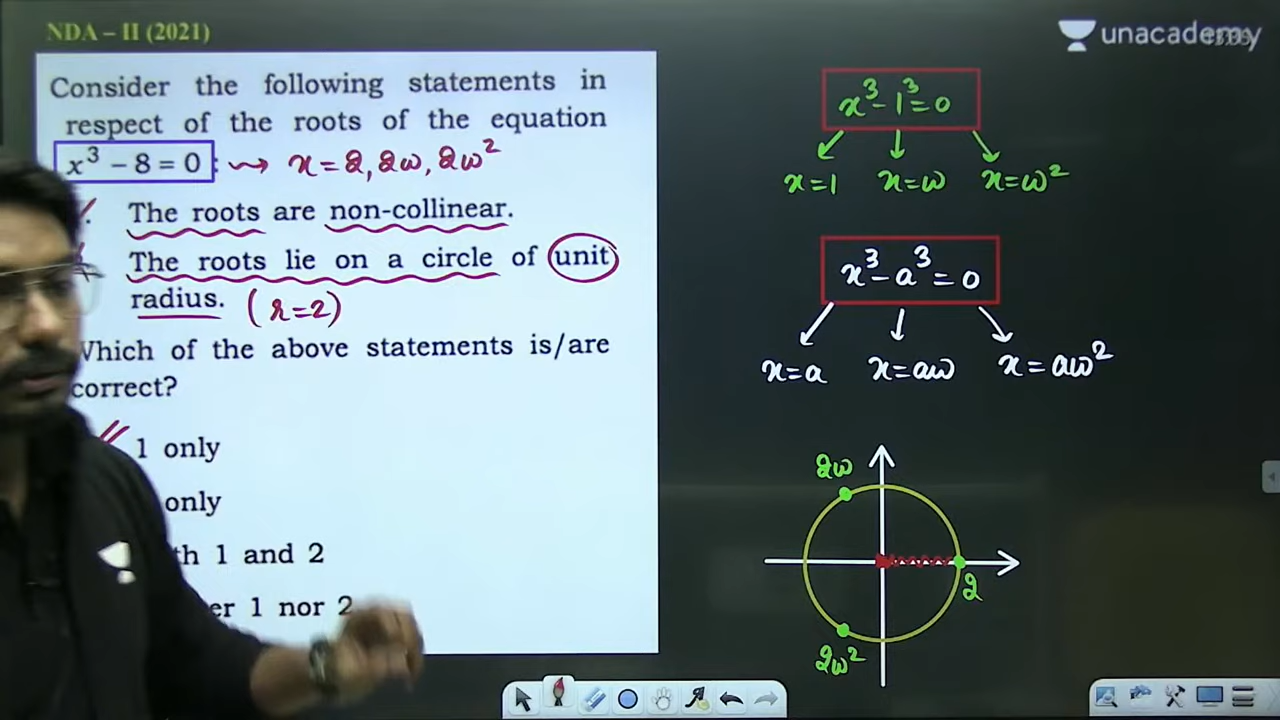 NDA – II (2021)
unacademy
Consider the following statements in
respect of the roots of the equation
x³ − 8 = 0 : ⇝ x = 2, 2ω, 2ω²
The roots are non-collinear.
The roots lie on a circle of unit
radius. (r=2)
Which of the above statements is/are
correct?
1 only
only
1 and 2
1 nor 2
x³ − 1³ = 0
x=1 x=ω x=ω²
x³ − a³ = 0
x=a x=aω x=aω²
2ω
2
2ω²